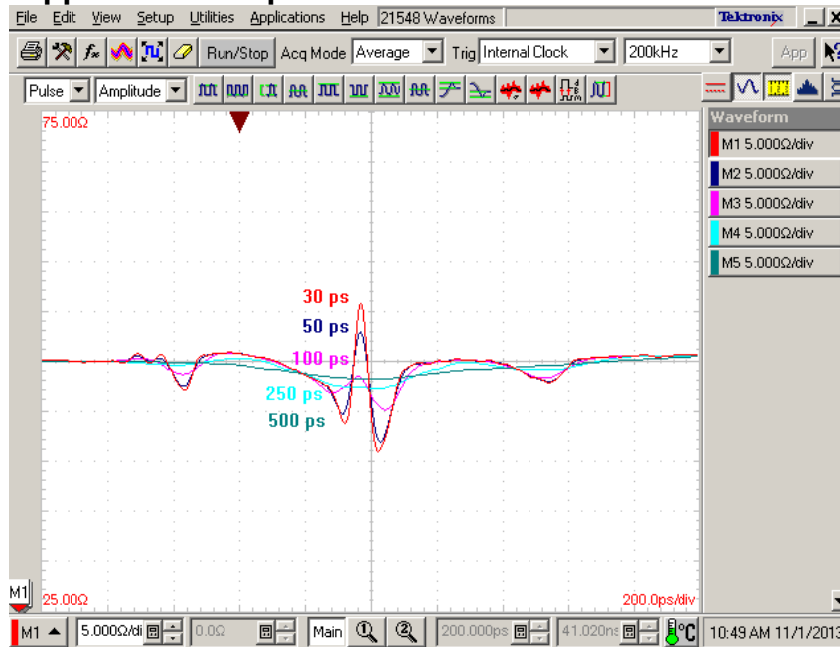 File Edit View Setup Utilities Applications Help 21548 Waveforms Tektronix
Run/Stop Acq Mode Average Trig Internal Clock 200kHz App
Pulse Amplitude
75.00Ω
Waveform
M1 5.000Ω/div
M2 5.000Ω/div
M3 5.000Ω/div
M4 5.000Ω/div
M5 5.000Ω/div
30 ps
50 ps
100 ps
250 ps
500 ps
M1
25.00Ω 200.0ps/div
M1 5.000Ω/di 0.0Ω Main 1 2 200.000ps 41.020ns °C 10:49 AM 11/1/2013